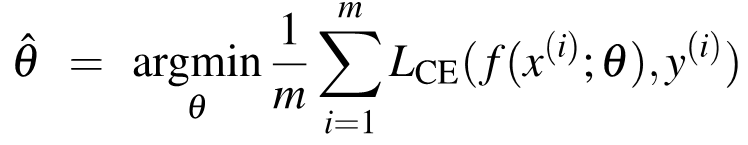 θ̂ = argmin_θ 1/m ∑_{i=1}^{m} L_CE(f(x^(i); θ), y^(i))